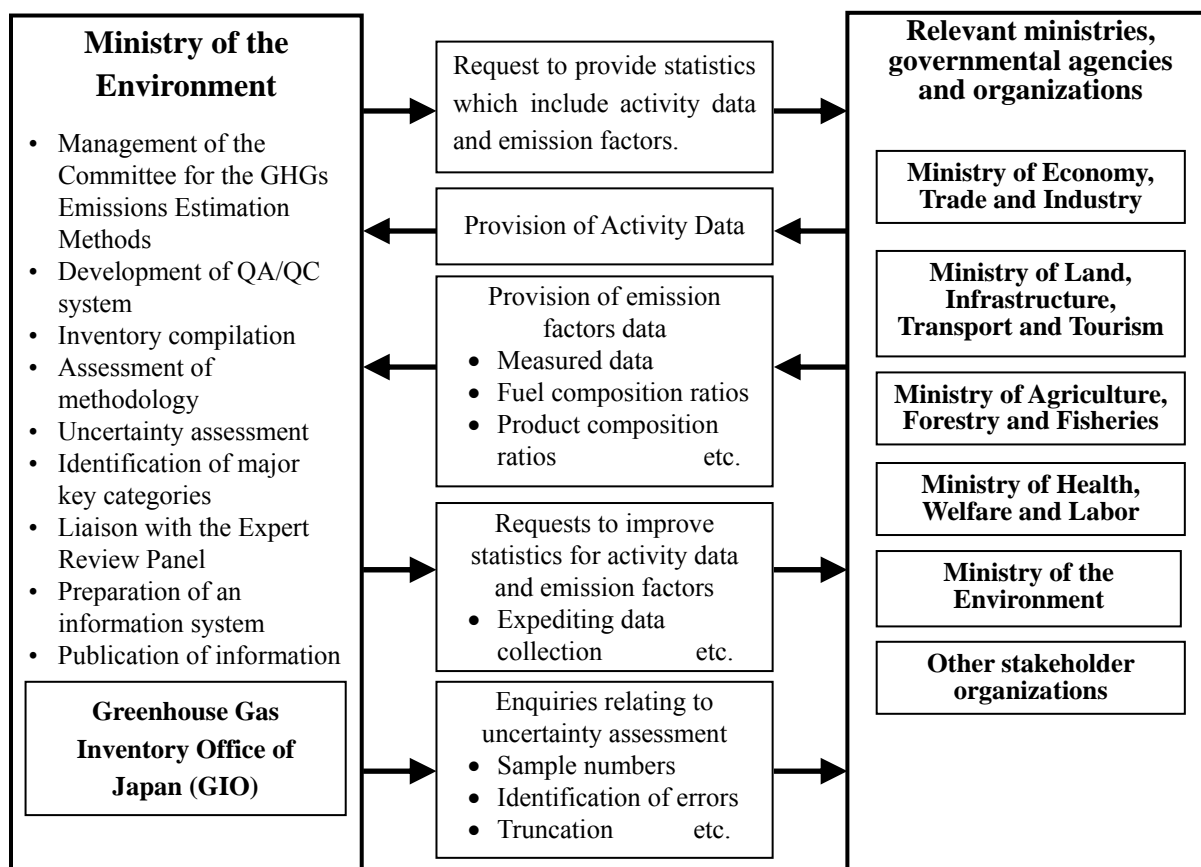 Ministry of the
Environment
• Management of the
Committee for the GHGs
Emissions Estimation
Methods
• Development of QA/QC
system
• Inventory compilation
• Assessment of
methodology
• Uncertainty assessment
• Identification of major
key categories
• Liaison with the Expert
Review Panel
• Preparation of an
information system
• Publication of information
Greenhouse Gas
Inventory Office of
Japan (GIO)
Request to provide statistics
which include activity data
and emission factors.
Provision of Activity Data
Provision of emission
factors data
• Measured data
• Fuel composition ratios
• Product composition
ratios etc.
Requests to improve
statistics for activity data
and emission factors
• Expediting data
collection etc.
Enquiries relating to
uncertainty assessment
• Sample numbers
• Identification of errors
• Truncation etc.
Relevant ministries,
governmental agencies
and organizations
Ministry of Economy,
Trade and Industry
Ministry of Land,
Infrastructure,
Transport and Tourism
Ministry of Agriculture,
Forestry and Fisheries
Ministry of Health,
Welfare and Labor
Ministry of the
Environment
Other stakeholder
organizations